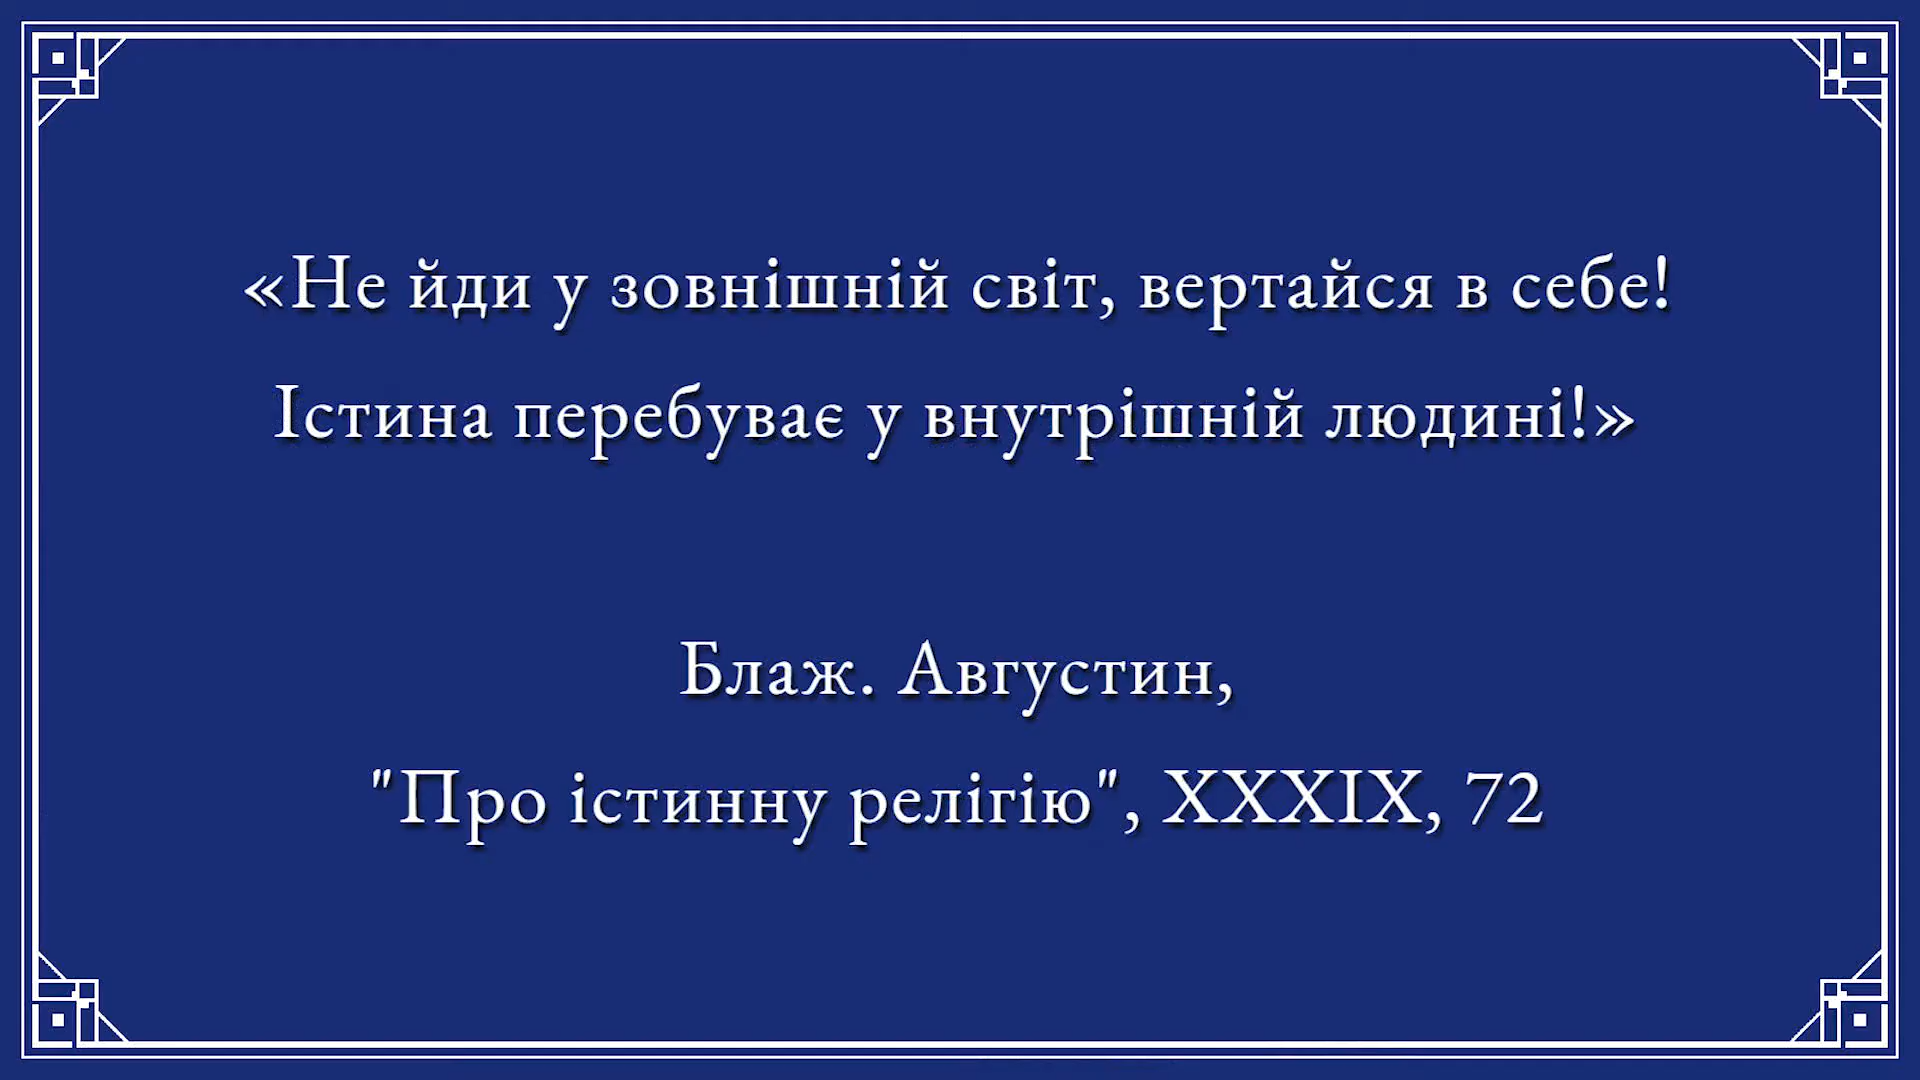 «Не йди у зовнішній світ, вертайся в себе!
Істина перебуває у внутрішній людині!»
Блаж. Августин,
"Про істинну релігію", XXXIX, 72